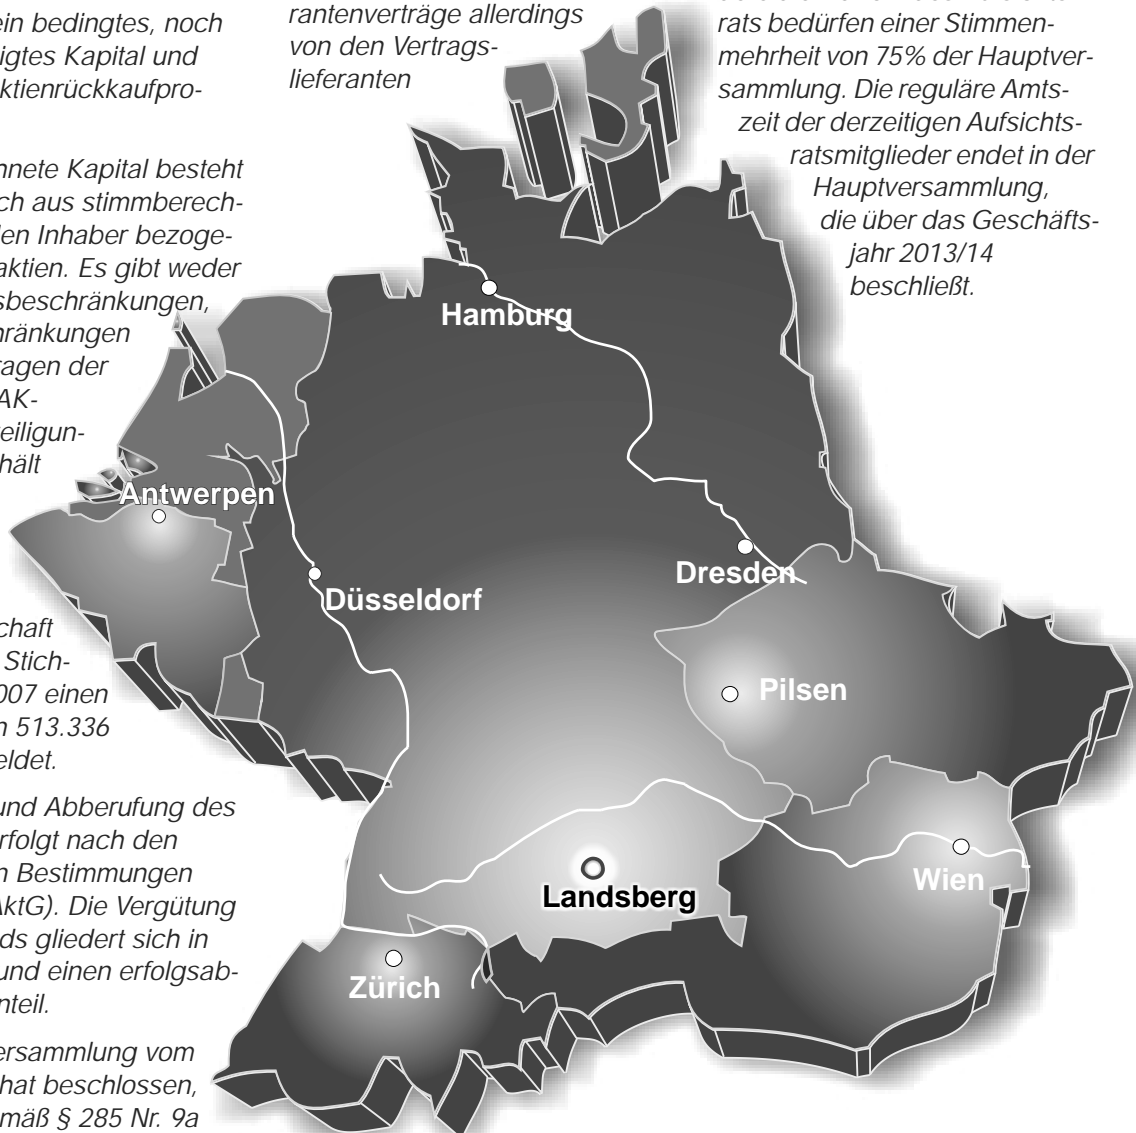 ein bedingtes, noch
igtes Kapital und
ktienrückkaufpro-
hnete Kapital besteht
ch aus stimmberech-
len Inhaber bezoge-
aktien. Es gibt weder
sbeschränkungen,
hränkungen
ragen der
AK-
eiligun-
hält
chaft
Stich-
007 einen
n 513.336
eldet.
und Abberufung des
rfolgt nach den
n Bestimmungen
AktG). Die Vergütung
ds gliedert sich in
und einen erfolgsab-
nteil.
ersammlung vom
hat beschlossen,
mäß § 285 Nr. 9a
rantenverträge allerdings
von den Vertrags-
lieferanten
rats bedürfen einer Stimmen-
mehrheit von 75% der Hauptver-
sammlung. Die reguläre Amts-
zeit der derzeitigen Aufsichts-
ratsmitglieder endet in der
Hauptversammlung,
die über das Geschäfts-
jahr 2013/14
beschließt.
Hamburg
Antwerpen
Dresden
Düsseldorf
Pilsen
Wien
Landsberg
Zürich